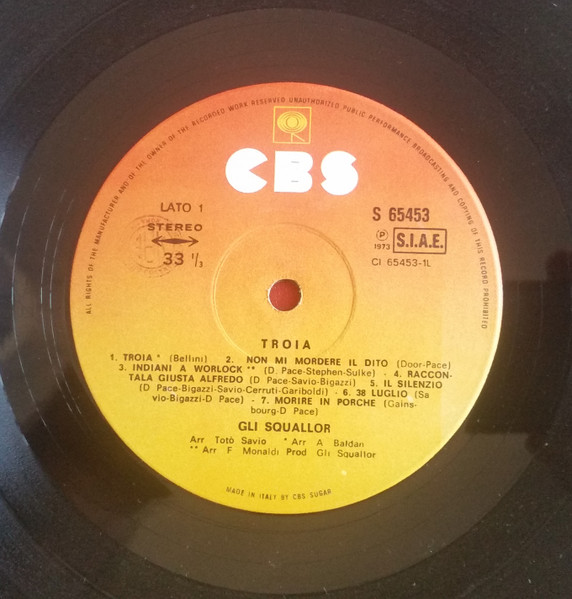 ALL RIGHTS OF THE MANUFACTURER AND OF THE OWNER OF THE RECORDED WORK RESERVED UNAUTHORIZED PUBLIC PERFORMANCE BROADCASTING AND COPYING OF THIS RECORD PROHIBITED
CBS
LATO 1
STEREO
33 1/3
S 65453
Ⓟ 1973 S.I.A.E.
CI 65453-1L
TROIA
1. TROIA * (Bellini) 2. NON MI MORDERE IL DITO (Door-Pace)
3. INDIANI A WORLOCK ** (D. Pace-Stephen-Sulke) - 4. RACCON-
TALA GIUSTA ALFREDO (D Pace-Savio-Bigazzi) 5. IL SILENZIO
(D Pace-Bigazzi-Savio-Cerruti-Gariboldi) - 6. 38 LUGLIO (Sa
vio-Bigazzi-D Pace) - 7. MORIRE IN PORCHE (Gains-
bourg-D Pace)
GLI SQUALLOR
Arr Totò Savio * Arr A Baldan
** Arr F Monaldi Prod Gli Squallor
MADE IN ITALY BY CBS SUGAR